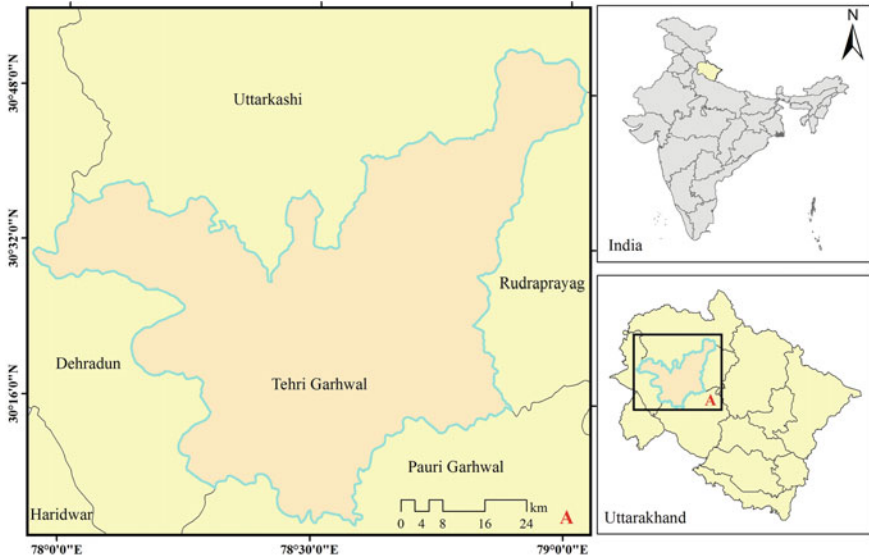 Uttarkashi
Rudraprayag
Dehradun
Tehri Garhwal
Pauri Garhwal
Haridwar
km
0 4 8 16 24
A
30°48'0"N
30°32'0"N
30°16'0"N
78°0'0"E
78°30'0"E
79°0'0"E
N
India
A
Uttarakhand